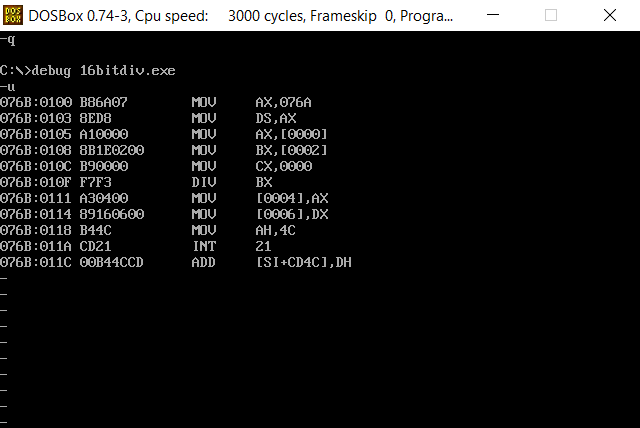 DOS BOX
DOSBox 0.74-3, Cpu speed: 3000 cycles, Frameskip 0, Progra...
-q
C:\>debug 16bitdiv.exe
-u
076B:0100 B86A07 MOV AX,076A
076B:0103 8ED8 MOV DS,AX
076B:0105 A10000 MOV AX,[0000]
076B:0108 8B1E0200 MOV BX,[0002]
076B:010C B90000 MOV CX,0000
076B:010F F7F3 DIV BX
076B:0111 A30400 MOV [0004],AX
076B:0114 89160600 MOV [0006],DX
076B:0118 B44C MOV AH,4C
076B:011A CD21 INT 21
076B:011C 00B44CCD ADD [SI+CD4C],DH
-
-
-
-
-
-
-
-
-
-